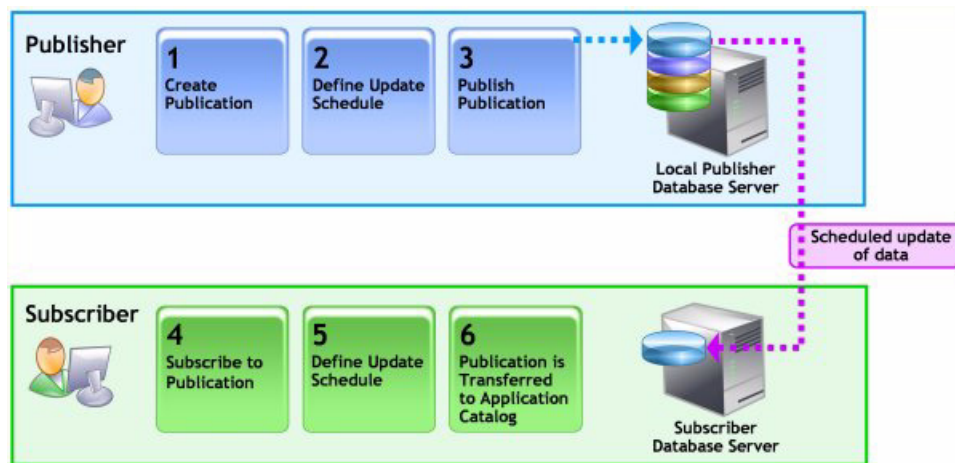 Publisher
1
Create
Publication
2
Define Update
Schedule
3
Publish
Publication
Local Publisher
Database Server
Scheduled update
of data
Subscriber
4
Subscribe to
Publication
5
Define Update
Schedule
6
Publication is
Transferred
to Application
Catalog
Subscriber
Database Server